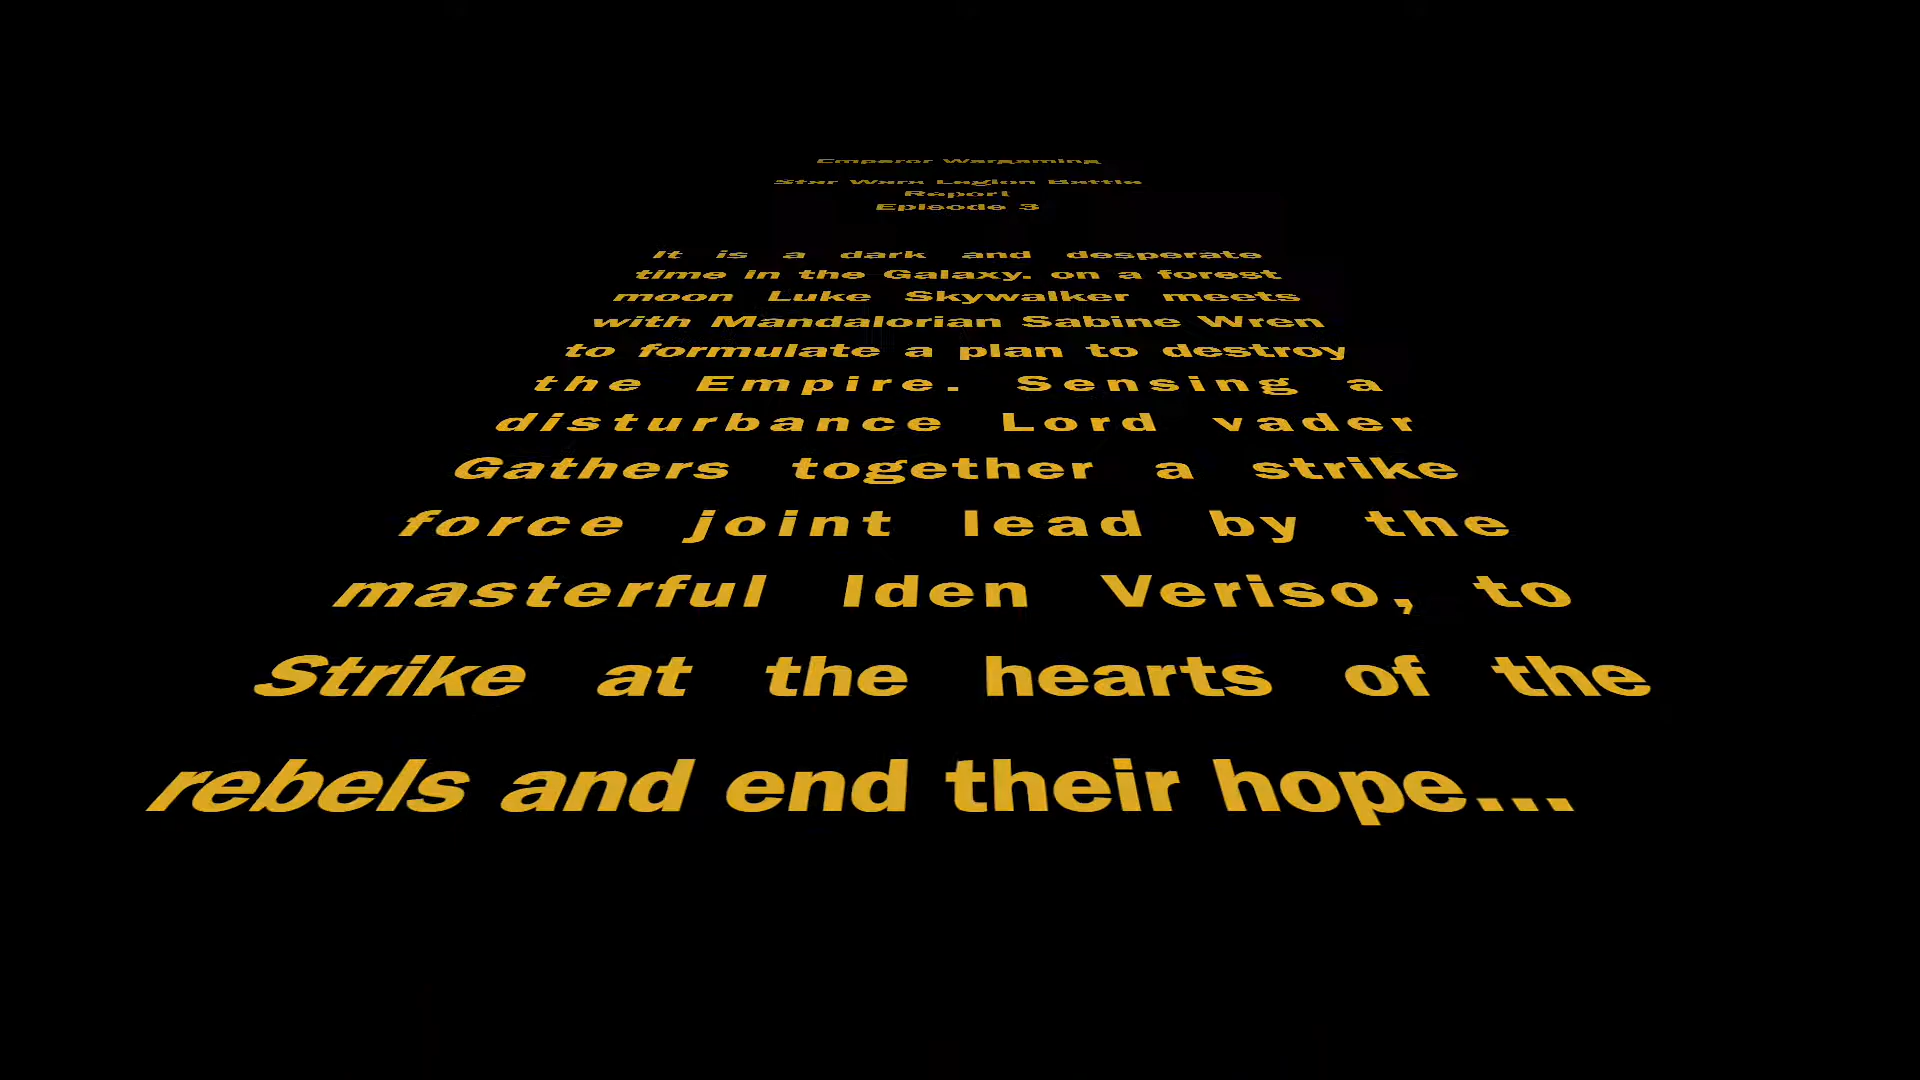 Emperor Wargaming
Star Wars Legion Battle
Report
Episode 3
It is a dark and desperate
time in the Galaxy. on a forest
moon Luke Skywalker meets
with Mandalorian Sabine Wren
to formulate a plan to destroy
the Empire. Sensing a
disturbance Lord vader
Gathers together a strike
force joint lead by the
masterful Iden Veriso, to
Strike at the hearts of the
rebels and end their hope...